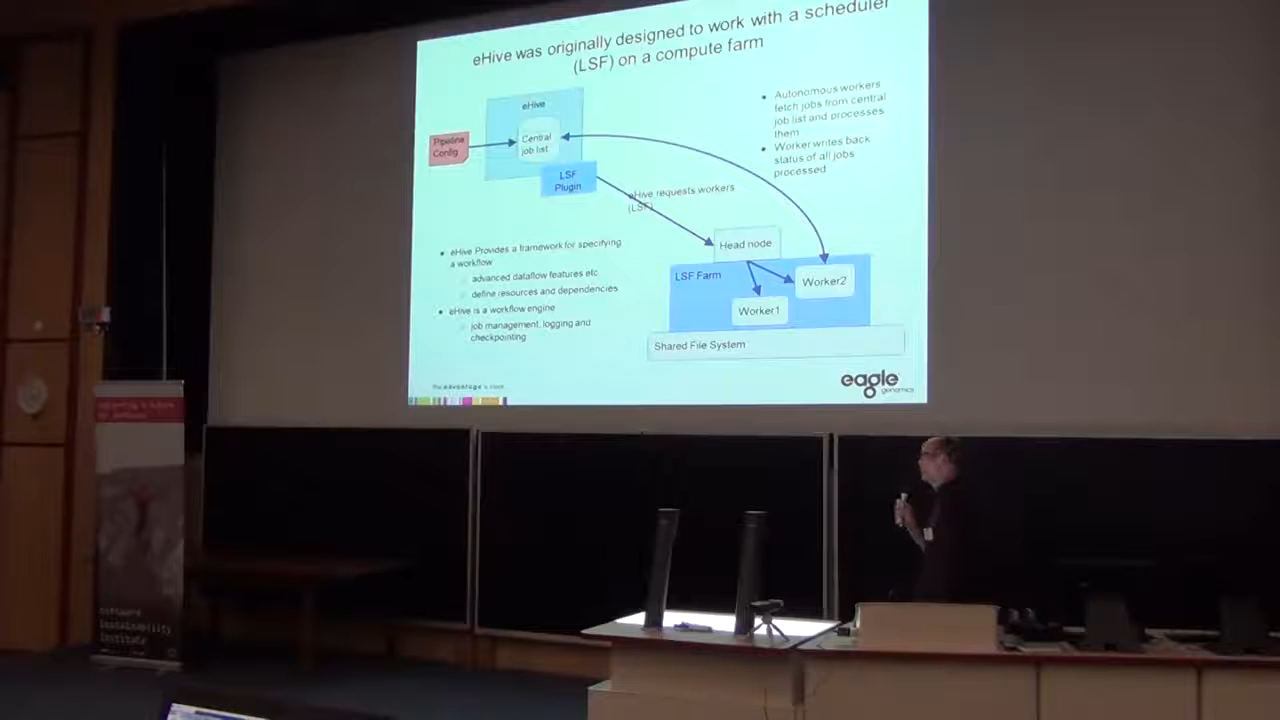 eHive was originally designed to work with a scheduler
(LSF) on a compute farm
eHive
Pipeline
Config
Central
job list
LSF
Plugin
Autonomous workers
fetch jobs from central
job list and processes
them
Worker writes back
status of all jobs
processed
eHive requests workers
(LSF)
Head node
LSF Farm
Worker2
Worker1
Shared File System
eHive Provides a framework for specifying
a workflow
advanced dataflow features etc
define resources and dependencies
eHive is a workflow engine
job management, logging and
checkpointing
eagle
genomics
Software
Sustainability
Institute